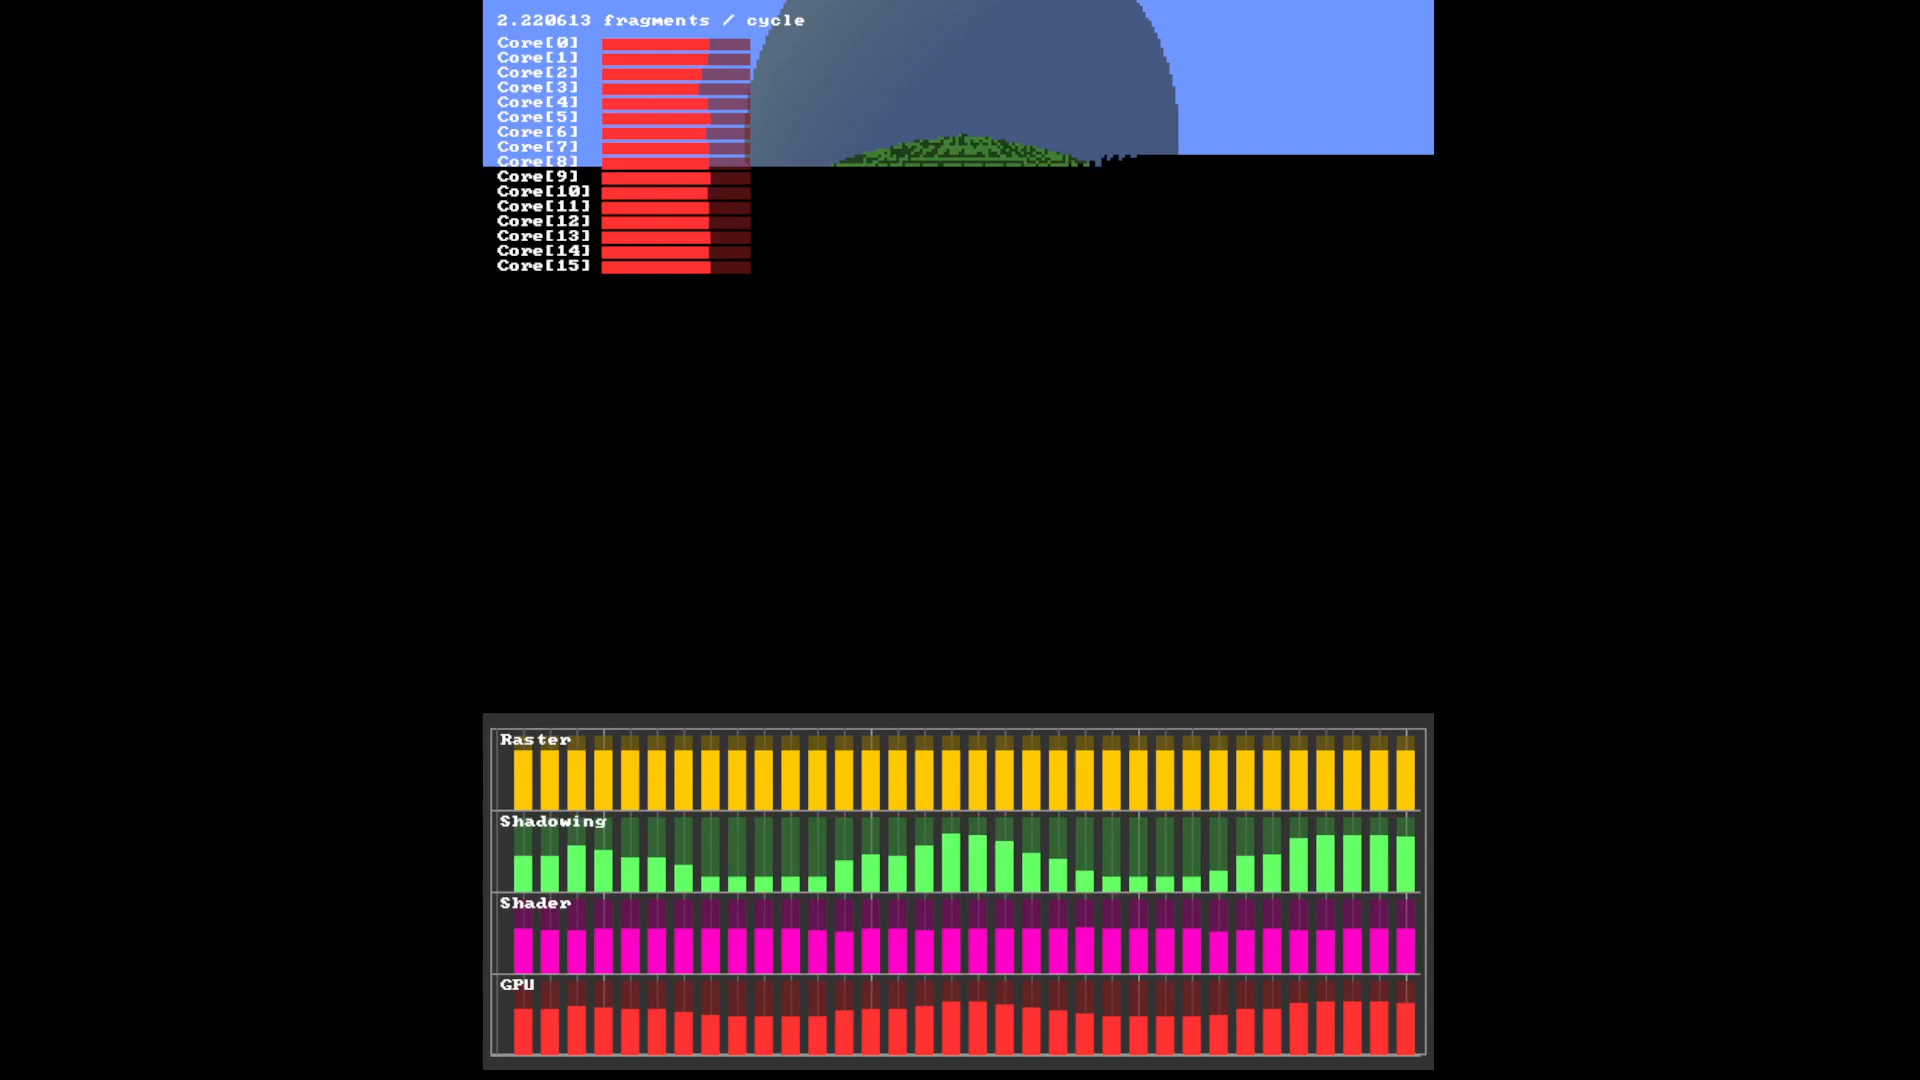 2.220613 fragments / cycle
Core[0]
Core[1]
Core[2]
Core[3]
Core[4]
Core[5]
Core[6]
Core[7]
Core[8]
Core[9]
Core[10]
Core[11]
Core[12]
Core[13]
Core[14]
Core[15]
Raster
Shadowing
Shader
GPU